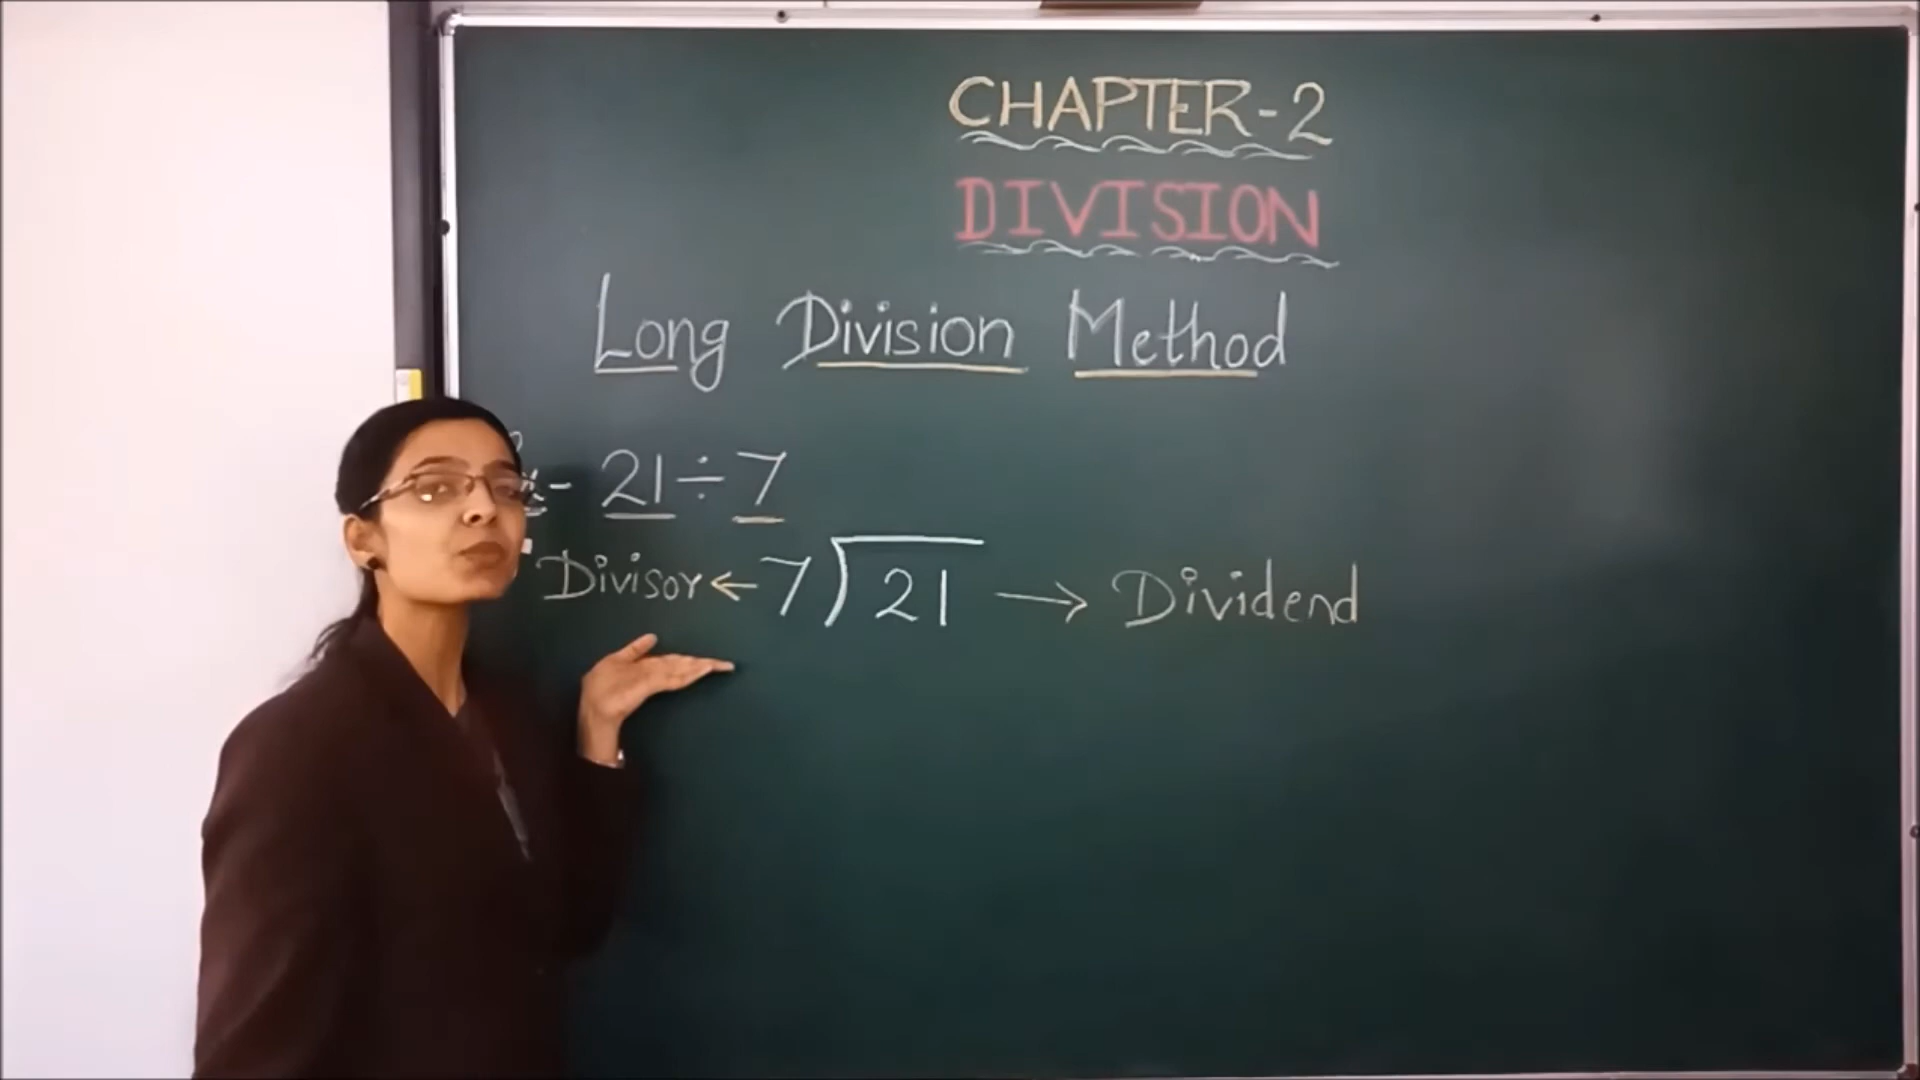 CHAPTER-2
DIVISION
Long Division Method
- 21÷7
Divisor ← 7) 21 → Dividend